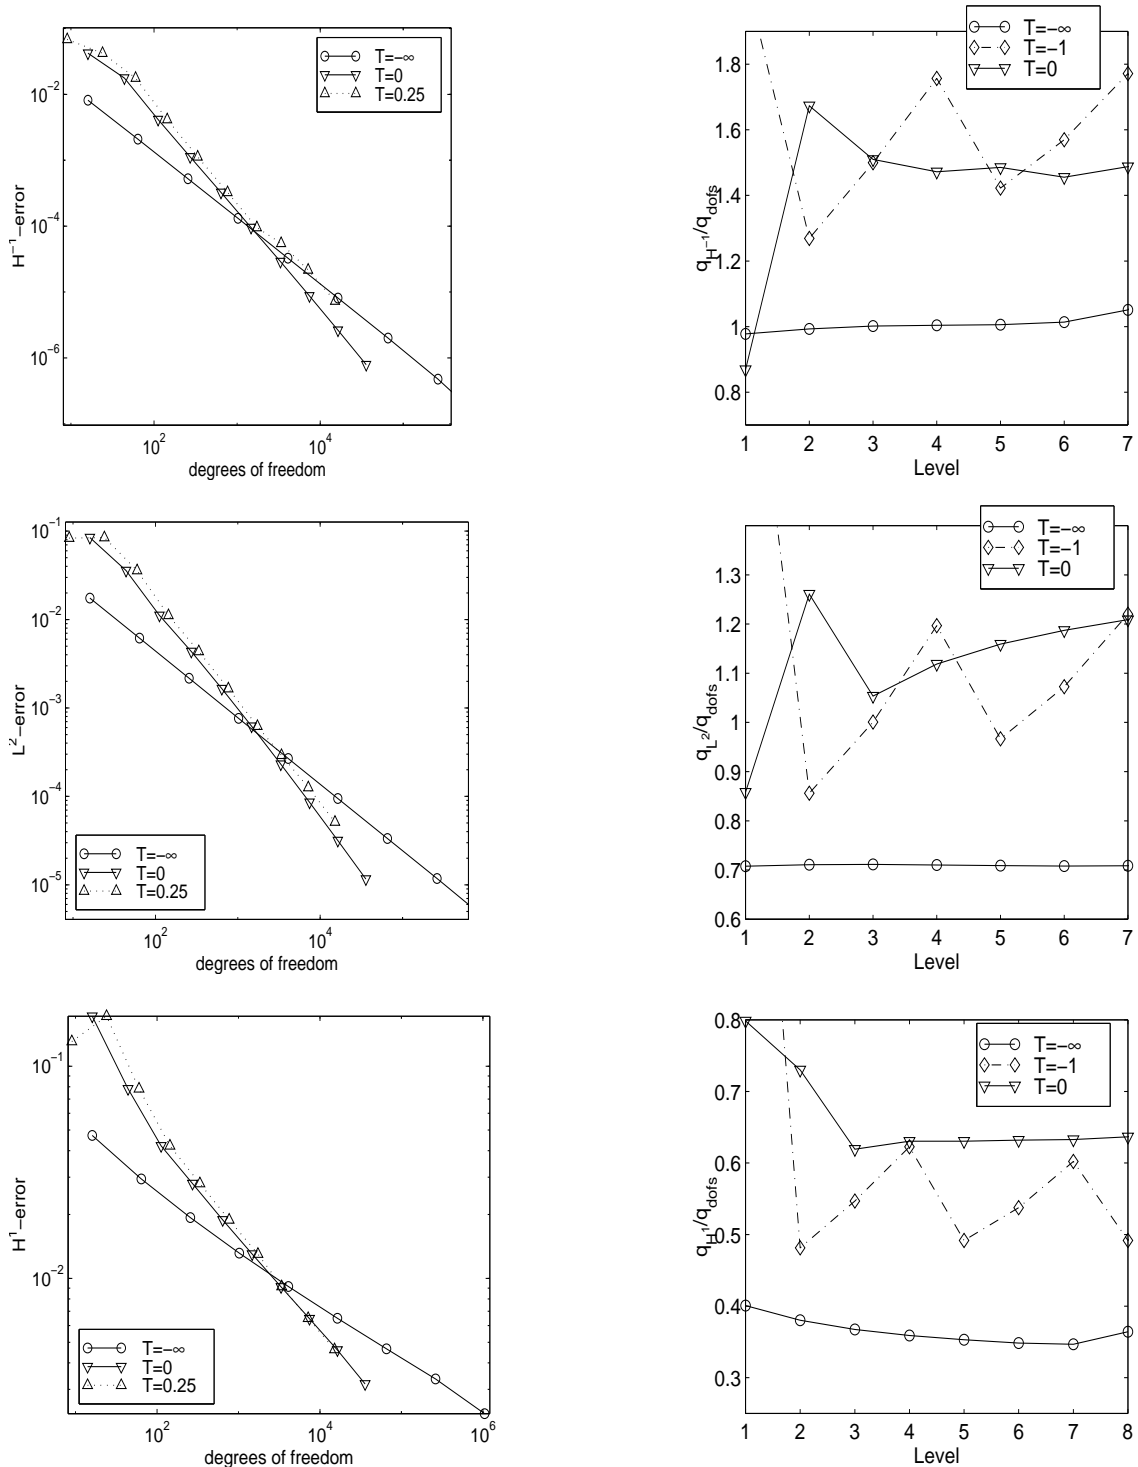 T=−∞
T=0
T=0.25
10^−2
10^−4
10^−6
H^−1−error
10^2
10^4
degrees of freedom
T=−∞
T=−1
T=0
1.8
1.6
1.4
1.2
1
0.8
q_H^−1/q_dofs
1 2 3 4 5 6 7
Level
10^−1
10^−2
10^−3
10^−4
10^−5
L^2−error
T=−∞
T=0
T=0.25
10^2
10^4
degrees of freedom
T=−∞
T=−1
T=0
1.3
1.2
1.1
1
0.9
0.8
0.7
0.6
q_L^2/q_dofs
1 2 3 4 5 6 7
Level
10^−1
10^−2
H^1−error
T=−∞
T=0
T=0.25
10^2
10^4
10^6
degrees of freedom
T=−∞
T=−1
T=0
0.8
0.7
0.6
0.5
0.4
0.3
q_H^1/q_dofs
1 2 3 4 5 6 7 8
Level